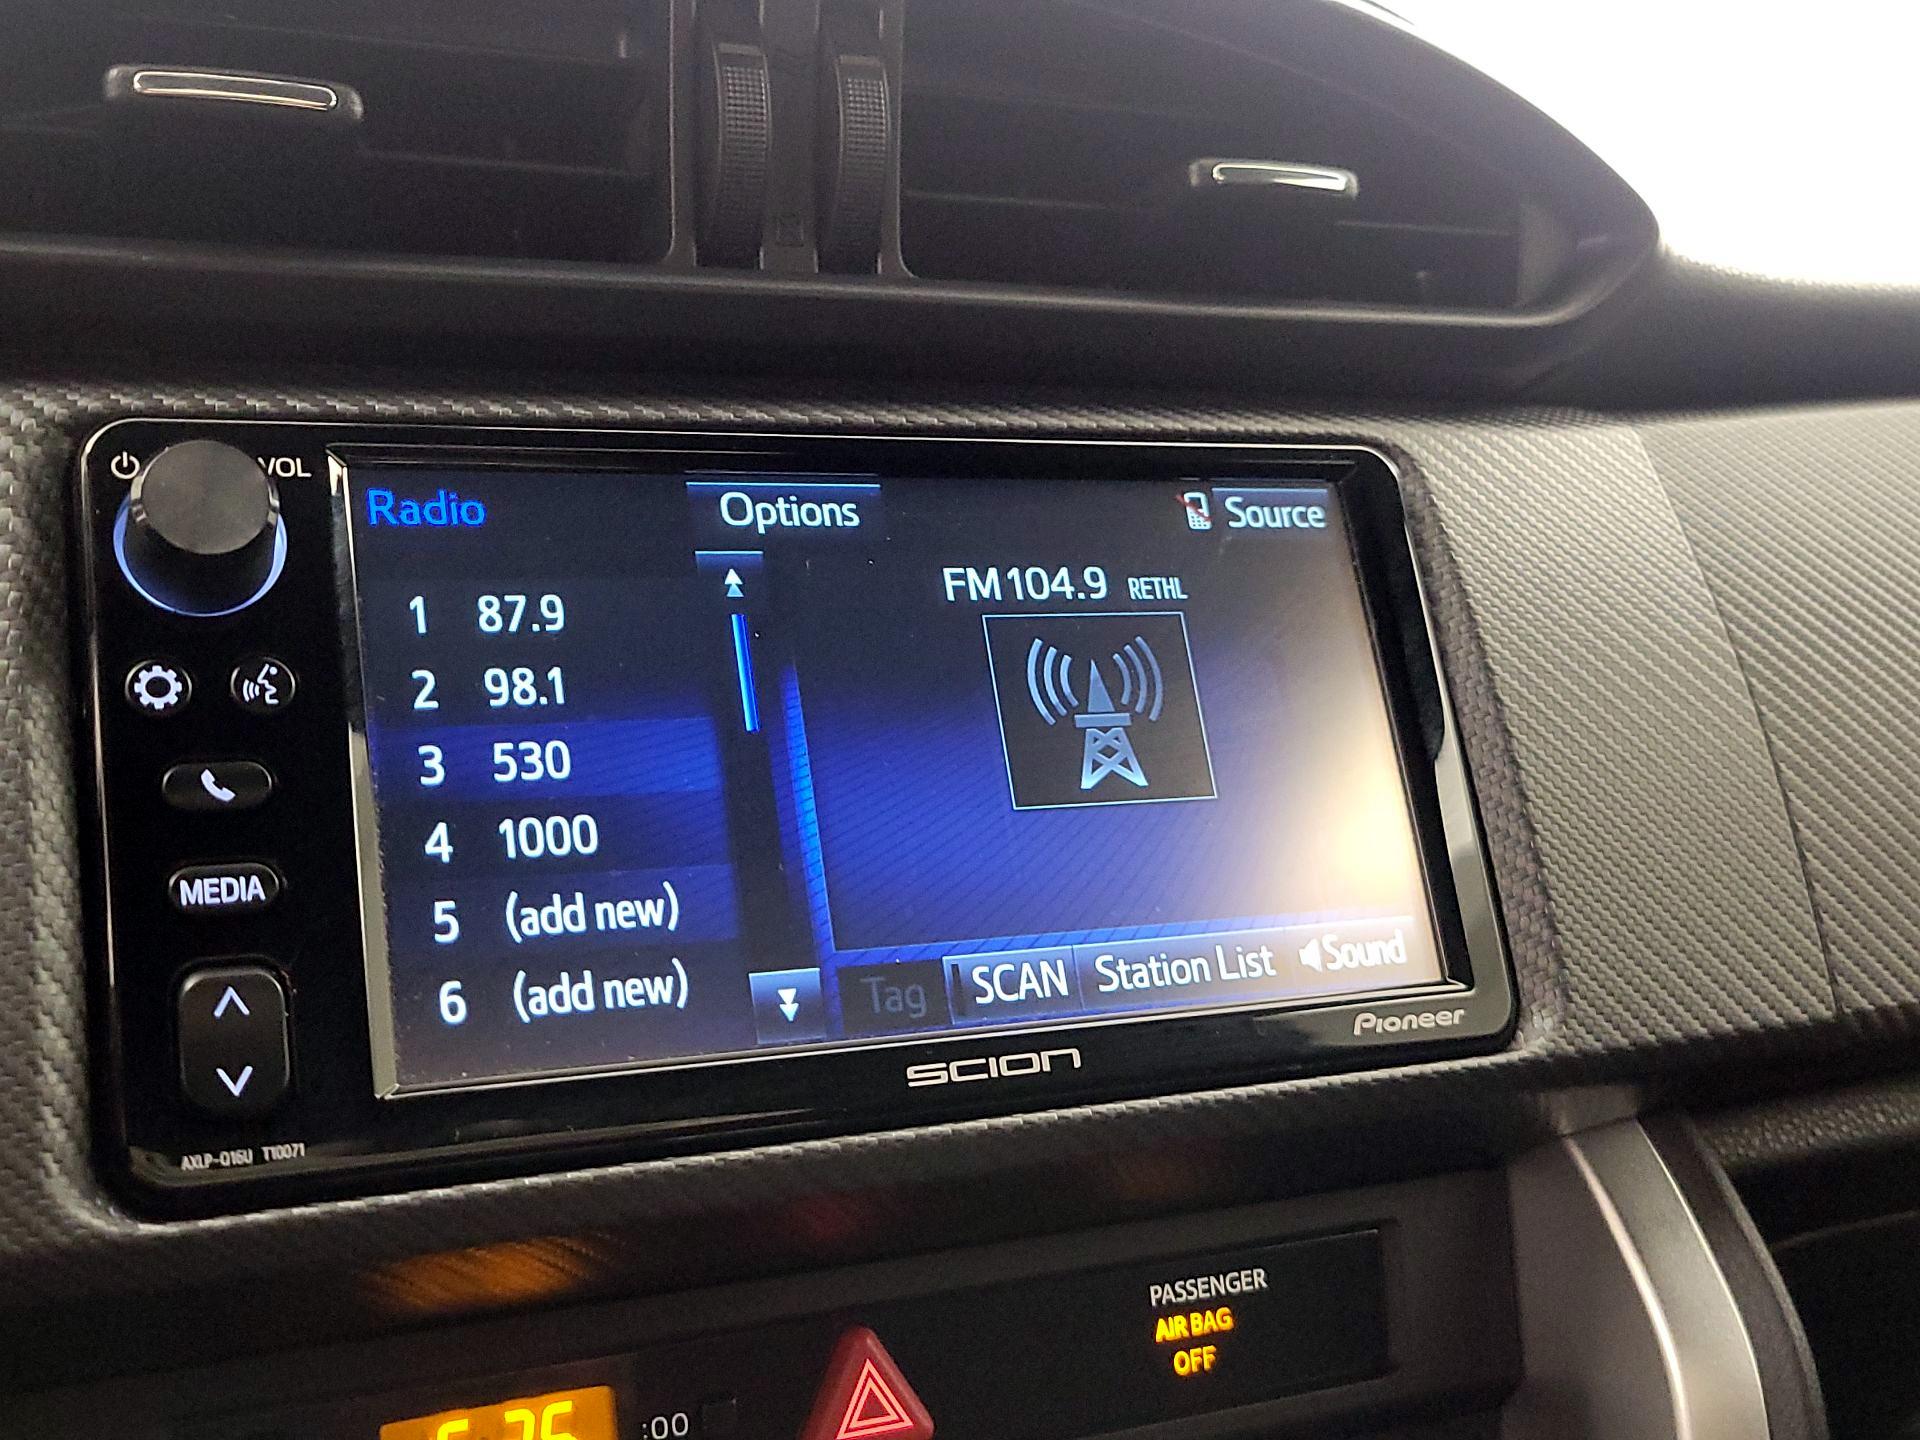 VOL
Radio
Options
Source
FM 104.9 RETHL
1 87.9
2 98.1
3 530
4 1000
5 (add new)
6 (add new)
MEDIA
Tag
SCAN
Station List
Sound
Pioneer
SCION
AXLP-016U T10071
PASSENGER
AIR BAG
OFF
:00